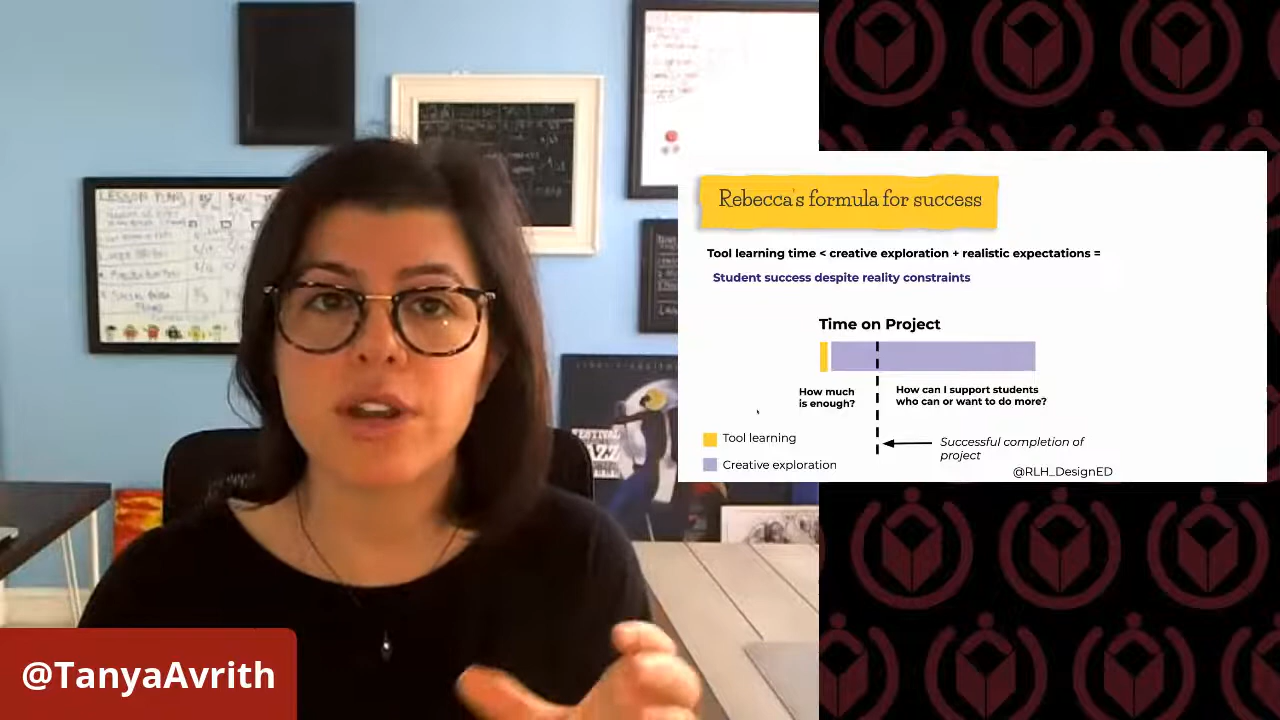 LESSON PLANS
FESTIVAL
JAZZ
Rebecca's formula for success
Tool learning time < creative exploration + realistic expectations =
Student success despite reality constraints
Time on Project
How much
is enough?
How can I support students
who can or want to do more?
Tool learning
Creative exploration
Successful completion of
project
@RLH_DesignED
@TanyaAvrith